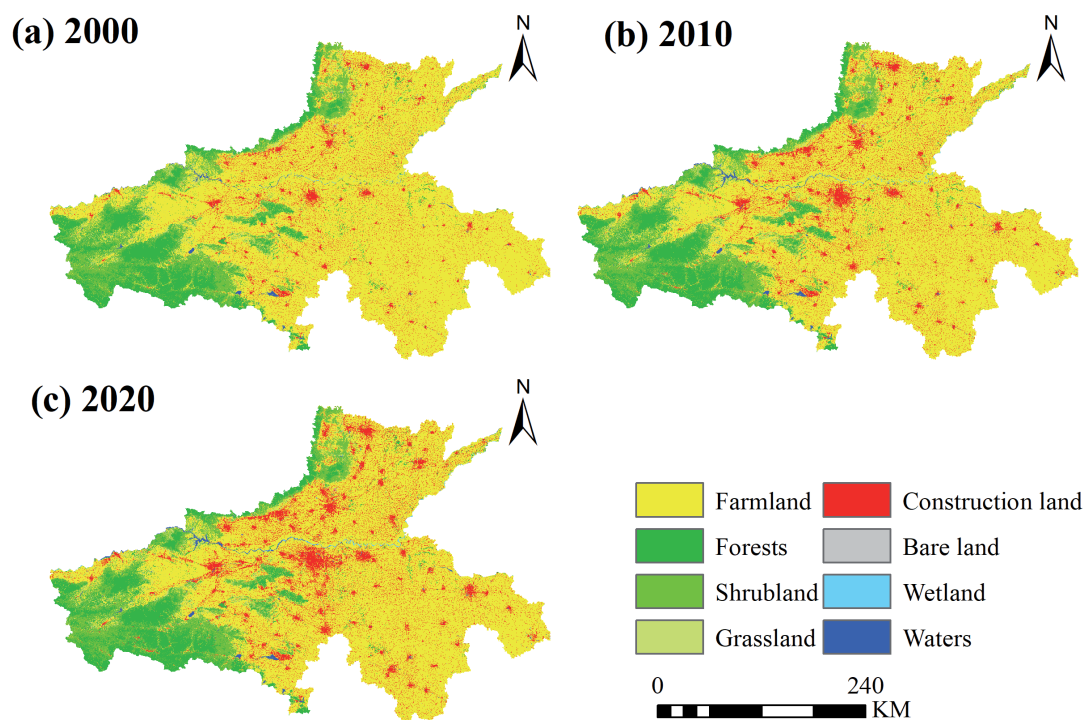 (a) 2000
N
(b) 2010
N
(c) 2020
N
Farmland
Construction land
Forests
Bare land
Shrubland
Wetland
Grassland
Waters
0
240
KM